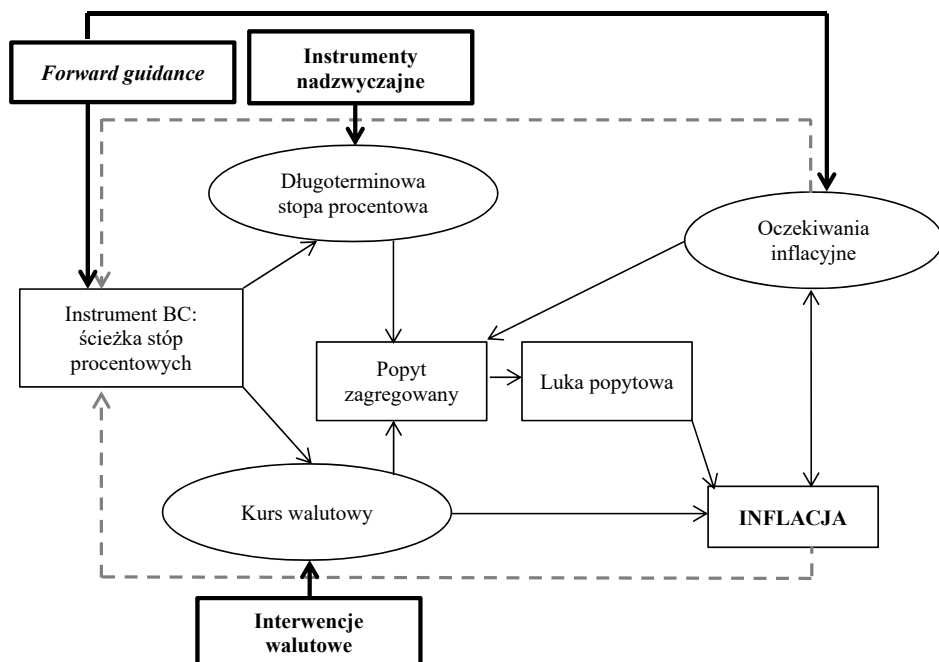 Forward guidance
Instrumenty
nadzwyczajne
Długoterminowa
stopa procentowa
Oczekiwania
inflacyjne
Instrument BC:
ścieżka stóp
procentowych
Popyt
zagregowany
Luka popytowa
Kurs walutowy
INFLACJA
Interwencje
walutowe